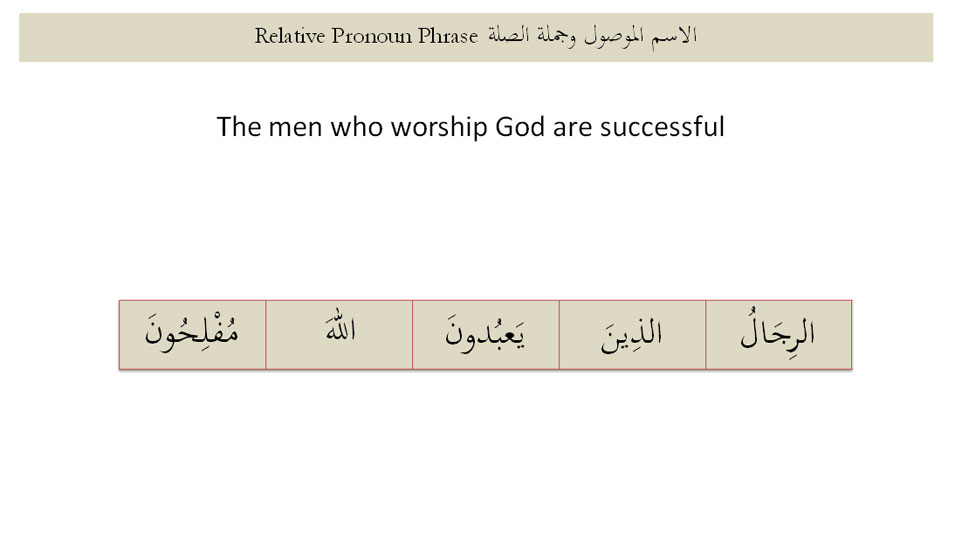 Relative Pronoun Phrase الاسم الموصول وجملة الصلة
The men who worship God are successful
الرِجَالُ الذِينَ يَعبُدونَ اللهَ مُفْلِحُونَ